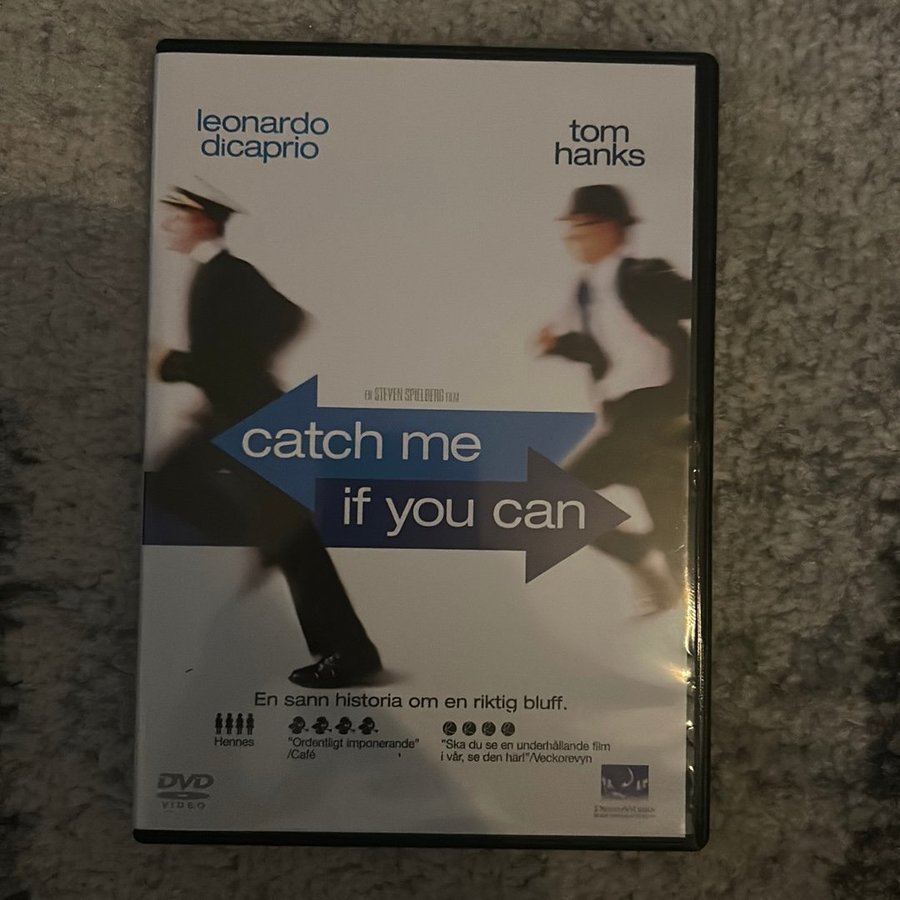 leonardo
dicaprio
tom
hanks
EN STEVEN SPIELBERG FILM
catch me
if you can
En sann historia om en riktig bluff.
Hennes
"Ordentligt imponerande"
/Café
"Ska du se en underhållande film
i vår, se den här!"/Veckorevyn
DVD
VIDEO
DREAMWORKS